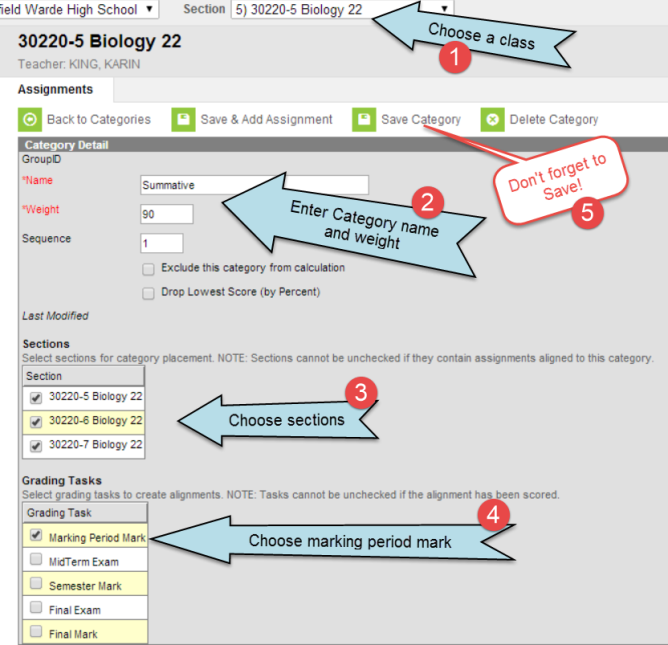 field Warde High School Section 5) 30220-5 Biology 22
Choose a class
1
30220-5 Biology 22
Teacher: KING, KARIN
Assignments
Back to Categories Save & Add Assignment Save Category Delete Category
Category Detail
GroupID
Don't forget to
Save!
5
*Name Summative
*Weight 90
2
Enter Category name
and weight
Sequence 1
Exclude this category from calculation
Drop Lowest Score (by Percent)
Last Modified
Sections
Select sections for category placement. NOTE: Sections cannot be unchecked if they contain assignments aligned to this category.
Section
30220-5 Biology 22
30220-6 Biology 22
30220-7 Biology 22
3
Choose sections
Grading Tasks
Select grading tasks to create alignments. NOTE: Tasks cannot be unchecked if the alignment has been scored.
Grading Task
4
Marking Period Mark
Choose marking period mark
MidTerm Exam
Semester Mark
Final Exam
Final Mark